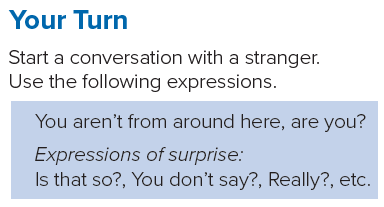 Your Turn
Start a conversation with a stranger.
Use the following expressions.
You aren't from around here, are you?
Expressions of surprise:
Is that so?, You don't say?, Really?, etc.